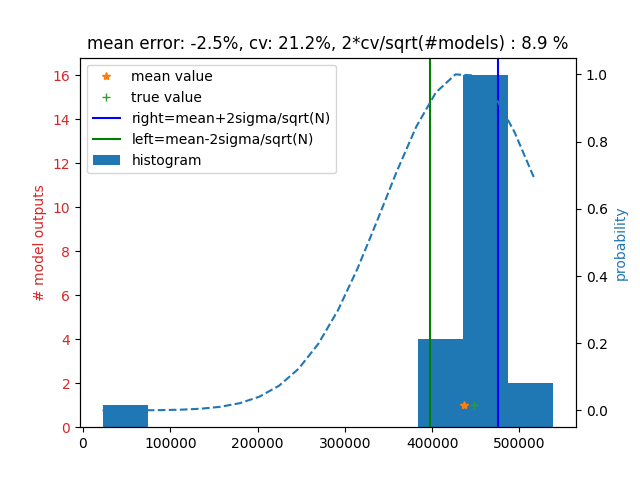 mean error: -2.5%, cv: 21.2%, 2*cv/sqrt(#models) : 8.9 %
mean value
true value
right=mean+2sigma/sqrt(N)
left=mean-2sigma/sqrt(N)
histogram
# model outputs
16
14
12
10
8
6
4
2
0
1.0
0.8
0.6
0.4
0.2
0.0
probability
0 100000 200000 300000 400000 500000